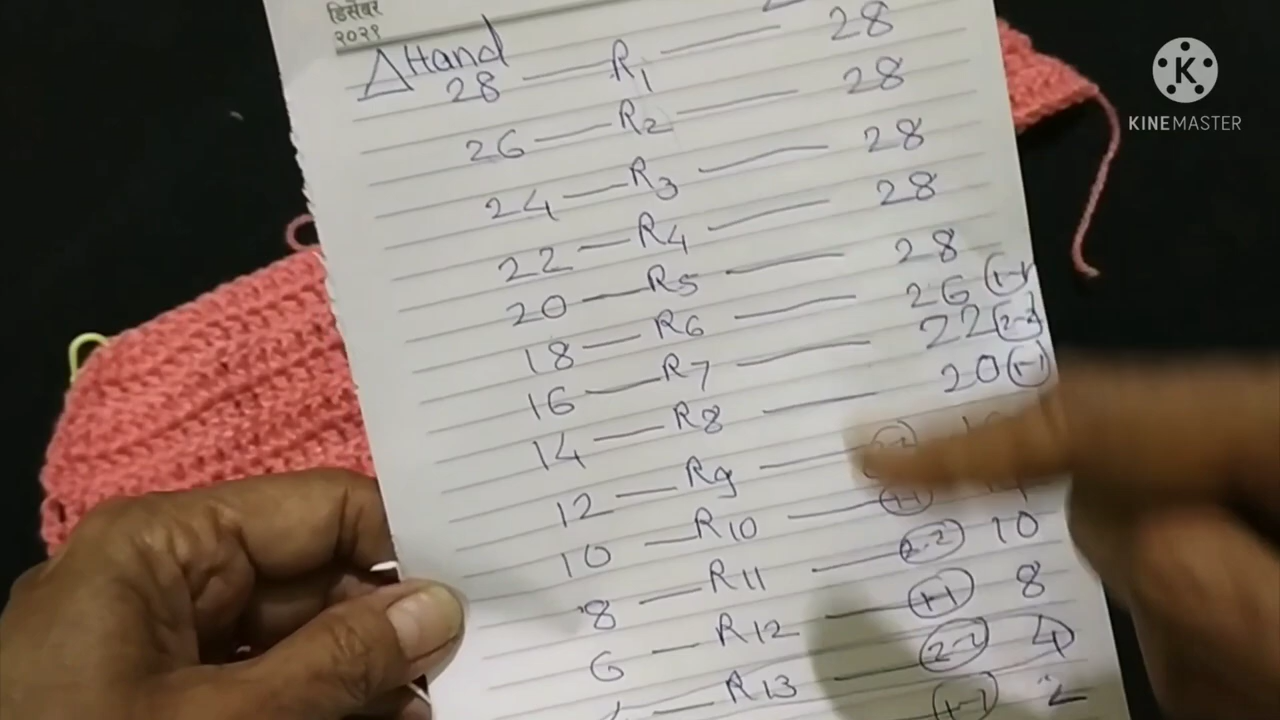 डिसेंबर
२०२१
Hand
28 — R1 — 28
26 — R2 — 28
24 — R3 — 28
22 — R4 — 28
20 — R5 — 28
18 — R6 — 26 1-1
16 — R7 — 22 2-2
14 — R8 — 20 1-1
12 — R9 —
10 — R10 — 1-1
8 — R11 — 2-2 10
6 — R12 — 1-1 8
— R13 — 2-2 4
1-1 2
K
KINEMASTER